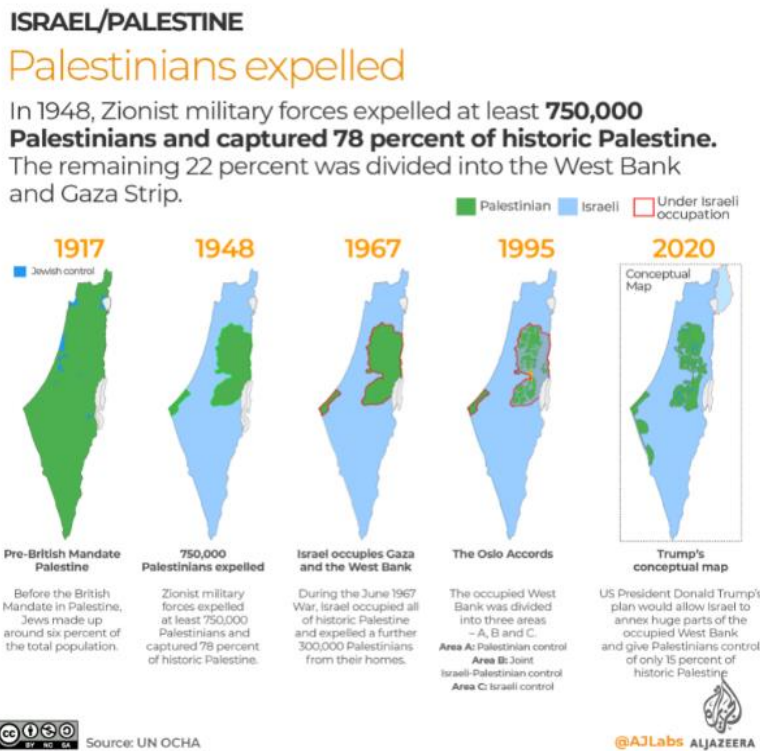 ISRAEL/PALESTINE
Palestinians expelled
In 1948, Zionist military forces expelled at least 750,000
Palestinians and captured 78 percent of historic Palestine.
The remaining 22 percent was divided into the West Bank
and Gaza Strip.
Palestinian
Israeli
Under Israeli
occupation
1917
Jewish control
Pre-British Mandate
Palestine
Before the British
Mandate in Palestine,
Jews made up
around six percent of
the total population.
1948
750,000
Palestinians expelled
Zionist military
forces expelled
at least 750,000
Palestinians and
captured 78 percent
of historic Palestine.
1967
Israel occupies Gaza
and the West Bank
During the June 1967
War, Israel occupied all
of historic Palestine
and expelled a further
300,000 Palestinians
from their homes.
1995
The Oslo Accords
The occupied West
Bank was divided
into three areas
– A, B and C.
Area A: Palestinian control
Area B: Joint
Israeli-Palestinian control
Area C: Israeli control
2020
Conceptual
Map
Trump's
conceptual map
US President Donald Trump's
plan would allow Israel to
annex huge parts of the
occupied West Bank
and give Palestinians control
of only 15 percent of
historic Palestine
cc
BY NC SA
Source: UN OCHA
@AJLabs
ALJAZEERA